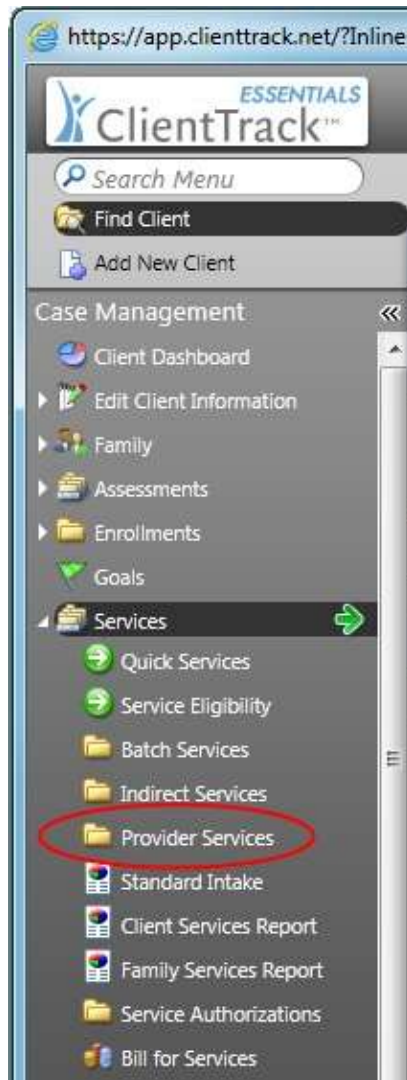 https://app.clienttrack.net/?Inline
ESSENTIALS
ClientTrack™
Search Menu
Find Client
Add New Client
Case Management «
Client Dashboard
Edit Client Information
Family
Assessments
Enrollments
Goals
Services
Quick Services
Service Eligibility
Batch Services
Indirect Services
Provider Services
Standard Intake
Client Services Report
Family Services Report
Service Authorizations
Bill for Services